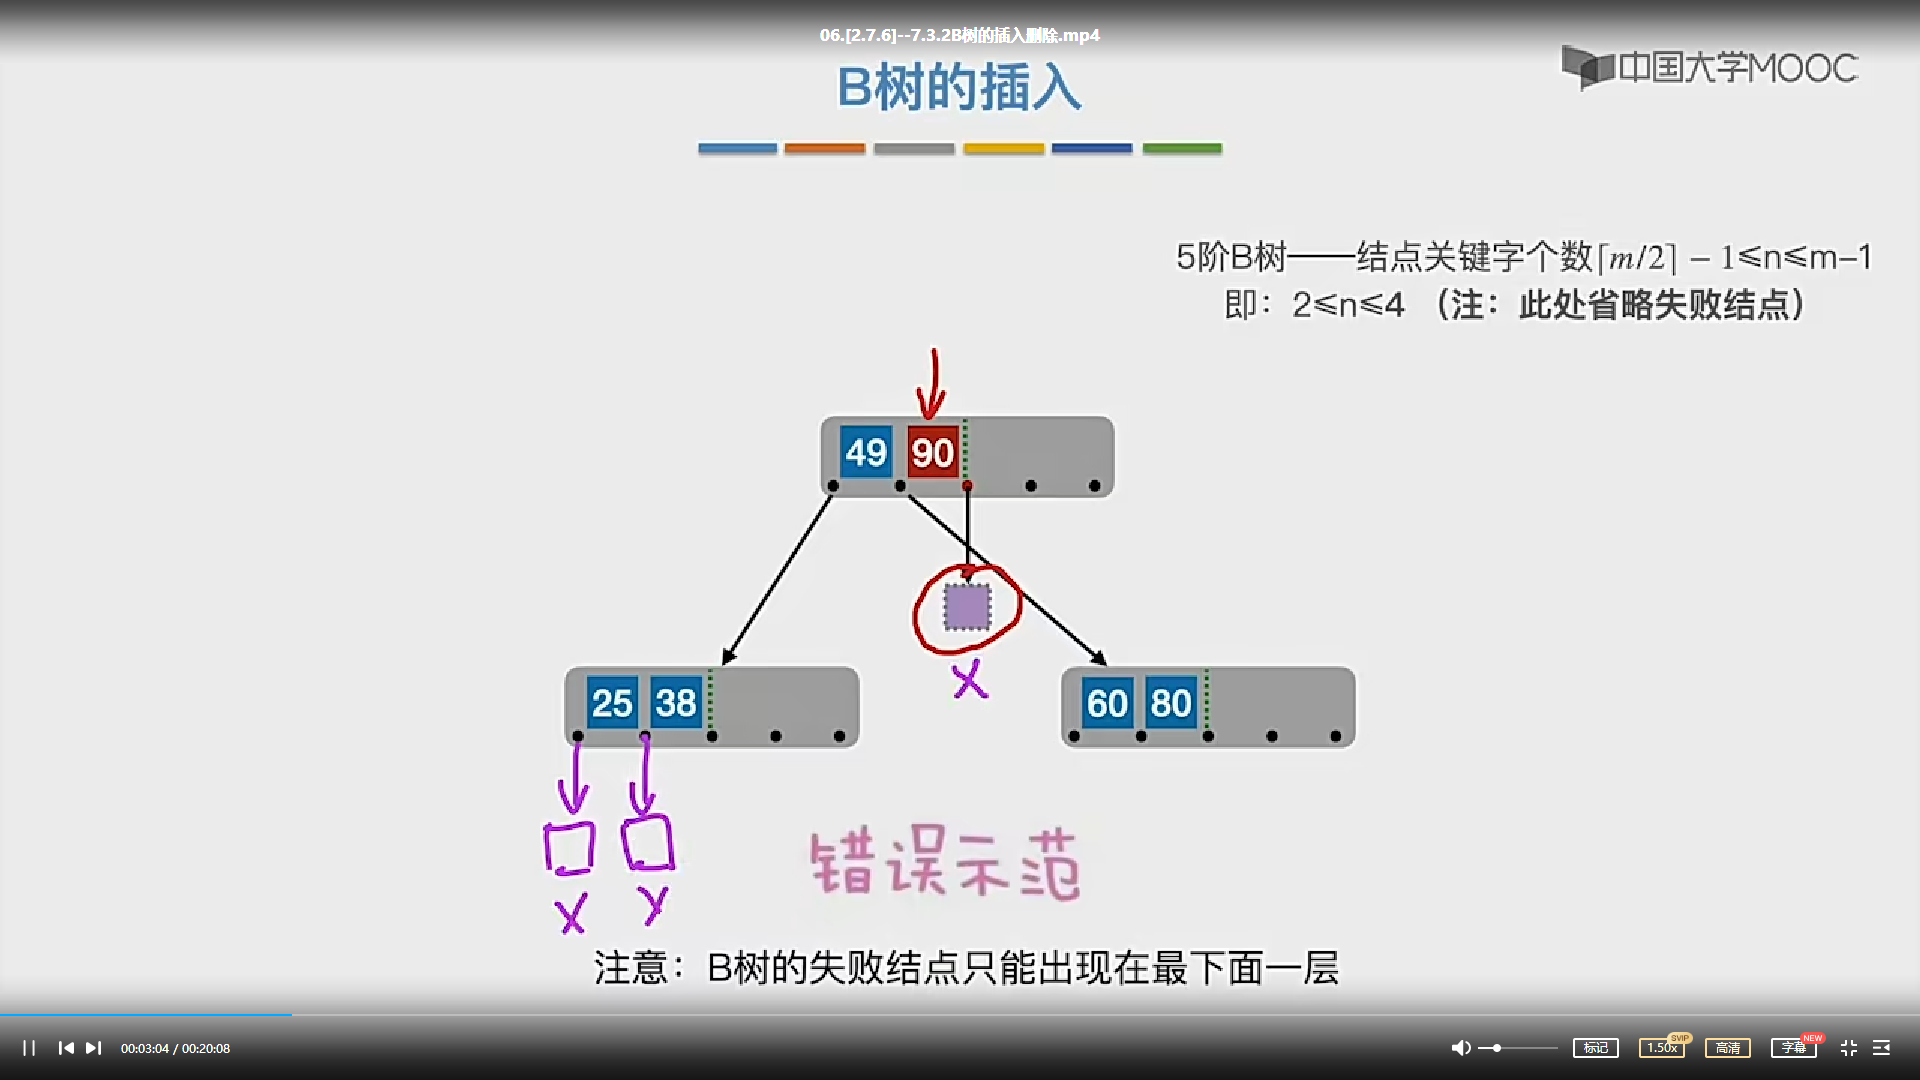 06.[2.7.6]--7.3.2B树的插入删除.mp4
中国大学MOOC
B树的插入
5阶B树——结点关键字个数⌈m/2⌉ − 1≤n≤m–1
即：2≤n≤4 （注：此处省略失败结点）
49 90
25 38
60 80
错误示范
注意：B树的失败结点只能出现在最下面一层
00:03:04 / 00:20:08
标记
1.50x
SVIP
高清
字幕
NEW